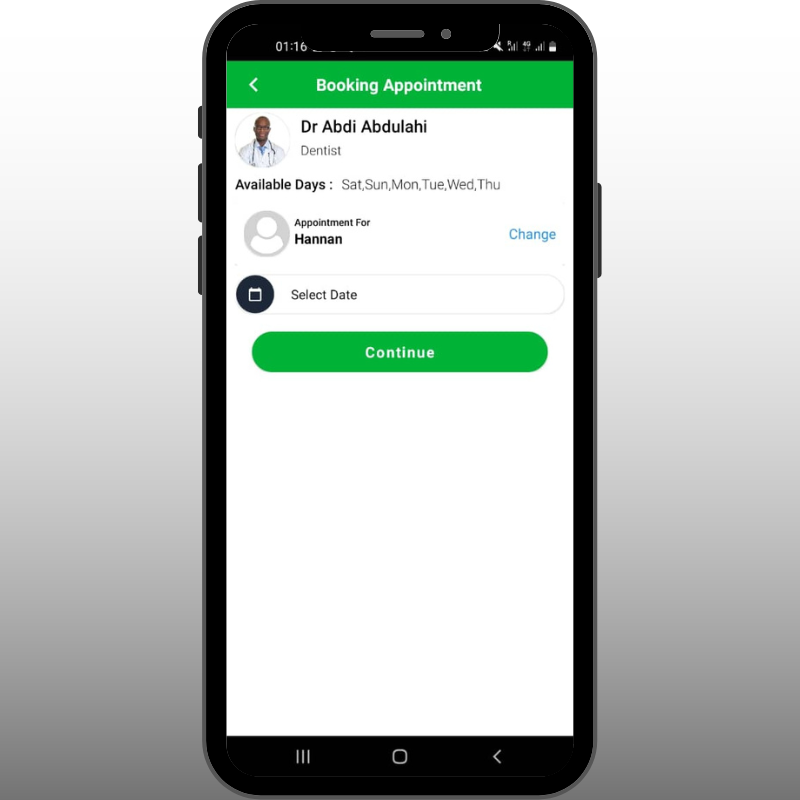 01:16
4G
Booking Appointment
Dr Abdi Abdulahi
Dentist
Available Days : Sat,Sun,Mon,Tue,Wed,Thu
Appointment For
Hannan
Change
Select Date
Continue